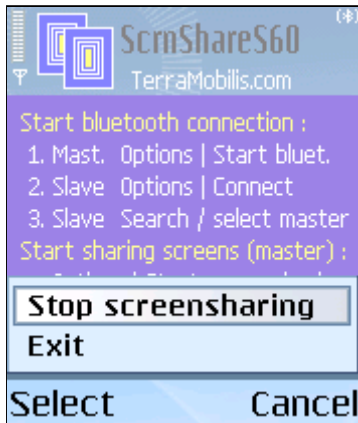 ScrnShareS60
TerraMobilis.com
Start bluetooth connection :
1. Mast. Options | Start bluet.
2. Slave Options | Connect
3. Slave Search / select master
Start sharing screens (master) :
Stop screensharing
Exit
Select Cancel